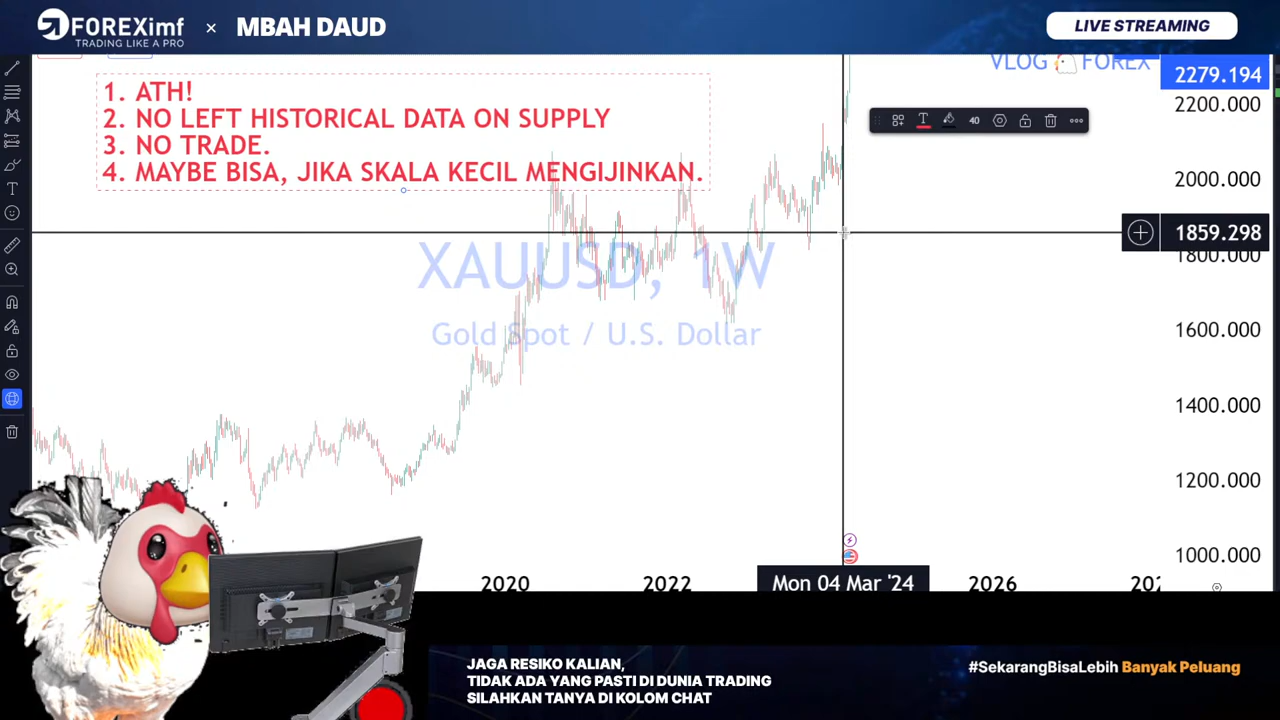 FOREXimf
TRADING LIKE A PRO
×
MBAH DAUD
LIVE STREAMING
VLOG FOREX
2279.194
1. ATH!
2. NO LEFT HISTORICAL DATA ON SUPPLY
3. NO TRADE.
4. MAYBE BISA, JIKA SKALA KECIL MENGIJINKAN.
T
40
2200.000
2000.000
1859.298
1800.000
XAUUSD, 1W
Gold Spot / U.S. Dollar
1600.000
1400.000
1200.000
1000.000
2020
2022
Mon 04 Mar '24
2026
JAGA RESIKO KALIAN,
TIDAK ADA YANG PASTI DI DUNIA TRADING
SILAHKAN TANYA DI KOLOM CHAT
#SekarangBisaLebih Banyak Peluang